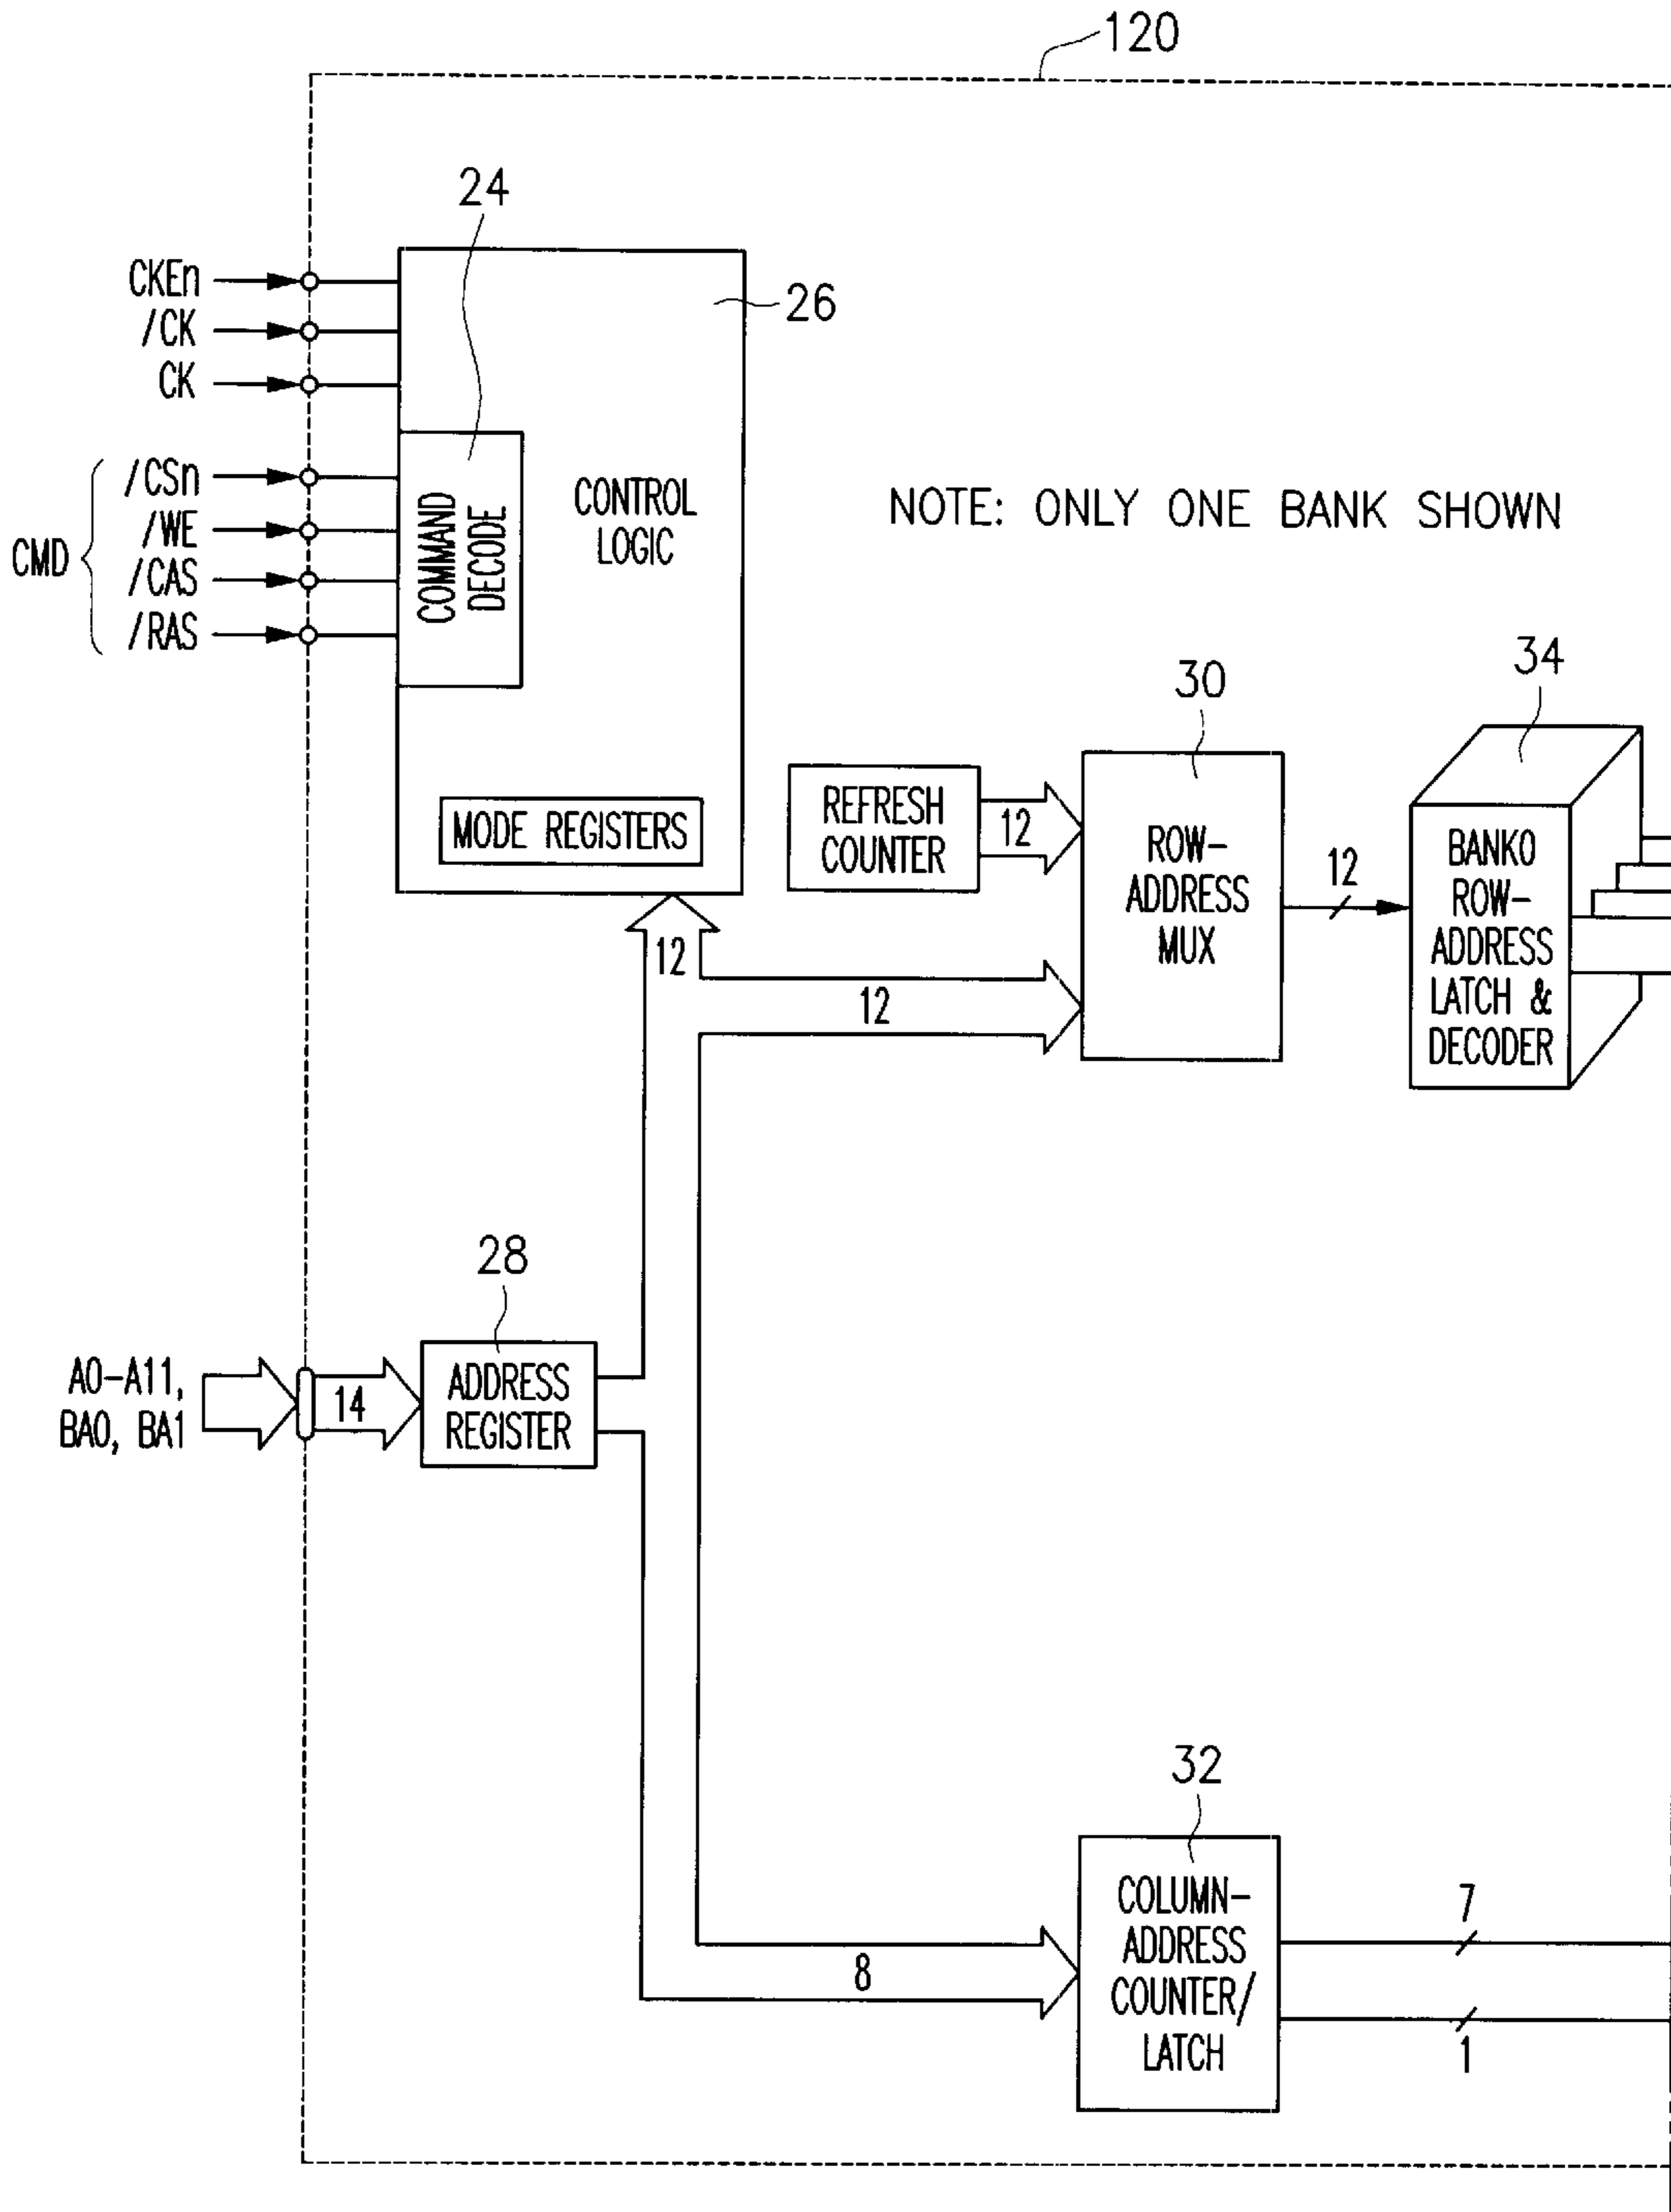 120
24
CKEn
26
/CK
CK
/CSn
/WE
CMD
/CAS
/RAS
COMMAND
DECODE
CONTROL
LOGIC
NOTE: ONLY ONE BANK SHOWN
MODE REGISTERS
30
34
REFRESH
COUNTER
12
ROW-
ADDRESS
MUX
12
BANK0
ROW-
ADDRESS
LATCH &
DECODER
12
12
28
A0-A11,
BA0, BA1
14
ADDRESS
REGISTER
32
COLUMN-
ADDRESS
COUNTER/
LATCH
8
7
1